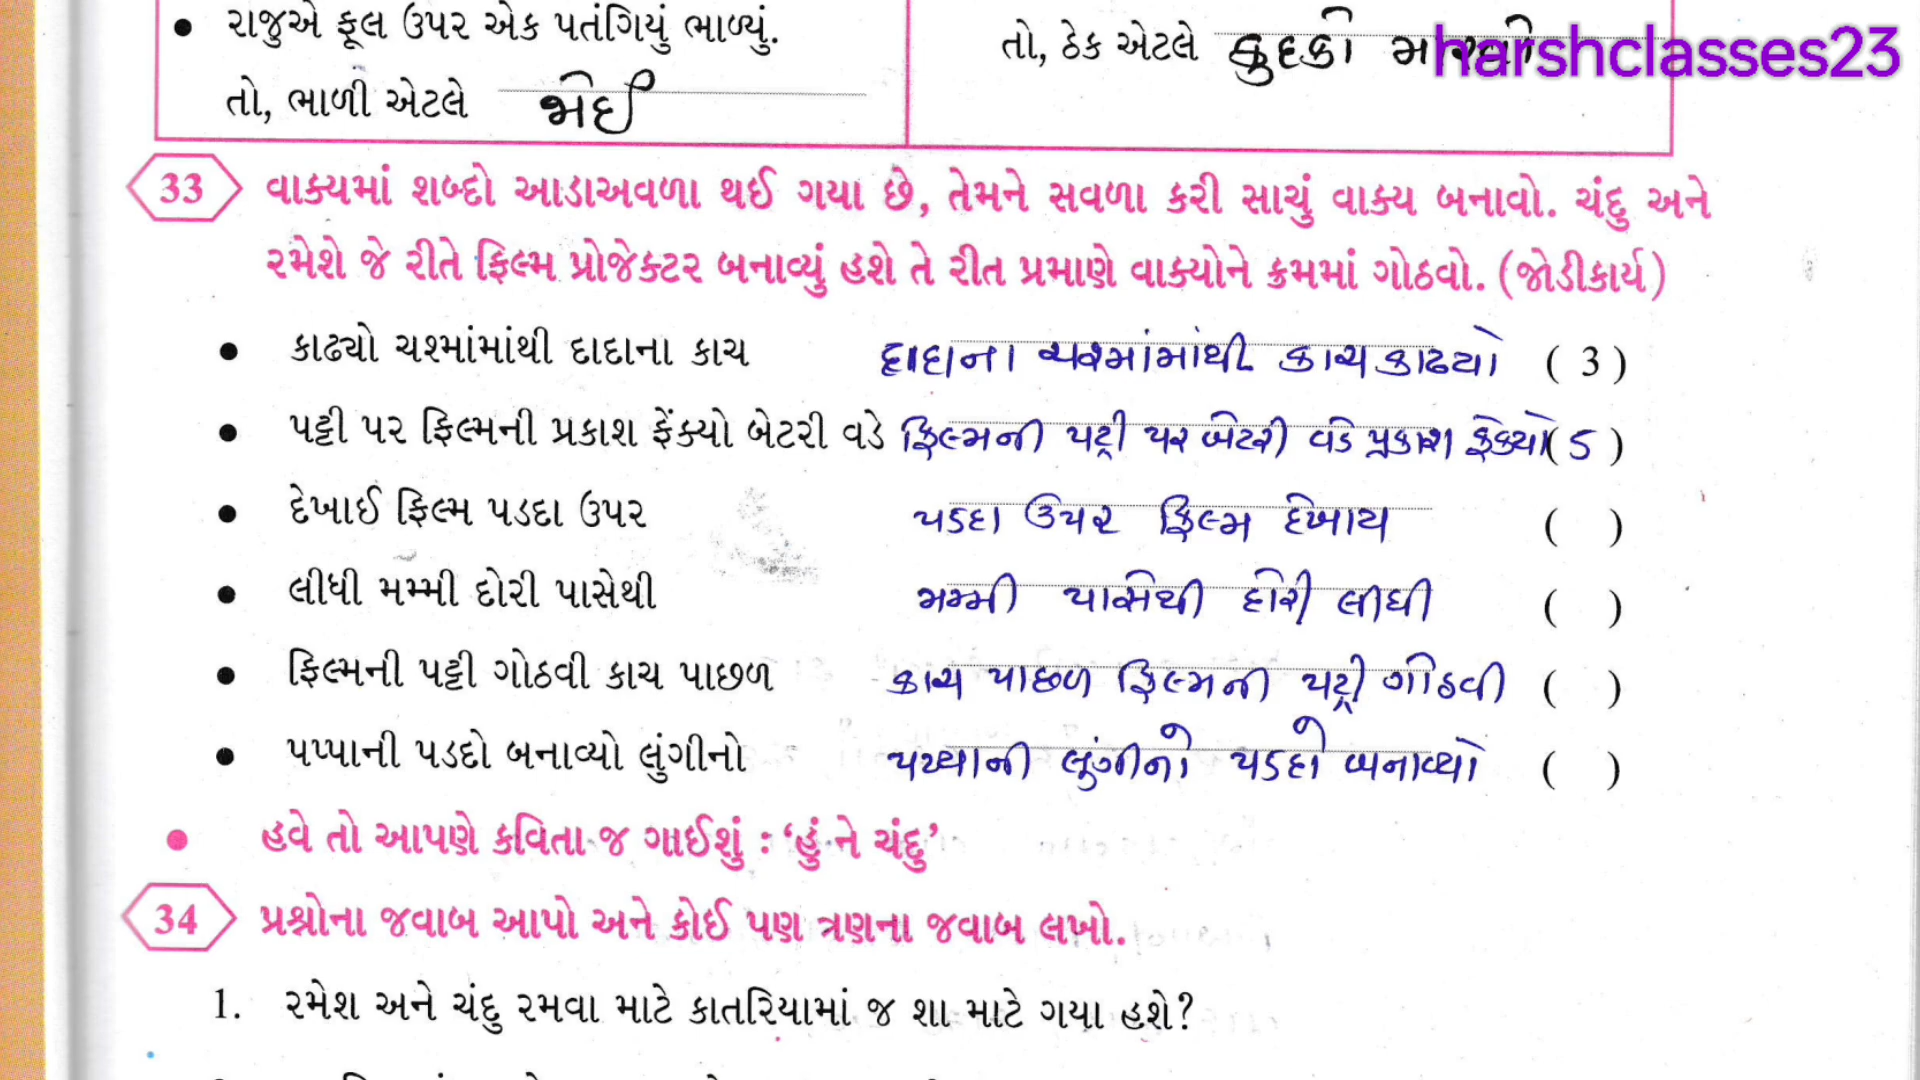 • રાજુએ ફૂલ ઉપર એક પતંગિયું ભાળ્યું.
તો, ભાળી એટલે જોઈ
તો, ઠેક એટલે કુદકો
harshclasses23
33 વાક્યમાં શબ્દો આડાઅવળા થઈ ગયા છે, તેમને સવળા કરી સાચું વાક્ય બનાવો. ચંદુ અને
રમેશે જે રીતે ફિલ્મ પ્રોજેક્ટર બનાવ્યું હશે તે રીત પ્રમાણે વાક્યોને ક્રમમાં ગોઠવો. (જોડીકાર્ય)
• કાઢ્યો ચશ્માંમાંથી દાદાના કાચ દાદાના ચશ્માંમાંથી કાચ કાઢયો ( 3 )
• પટ્ટી પર ફિલ્મની પ્રકાશ ફેંક્યો બેટરી વડે ફિલ્મની પટ્ટી પર બેટરી વડે પ્રકાશ ફેંક્યો ( 5 )
• દેખાઈ ફિલ્મ પડદા ઉપર પડદા ઉપર ફિલ્મ દેખાય ( )
• લીધી મમ્મી દોરી પાસેથી મમ્મી પાસેથી દોરી લીધી ( )
• ફિલ્મની પટ્ટી ગોઠવી કાચ પાછળ કાચ પાછળ ફિલ્મની પટ્ટી ગોઠવી ( )
• પપ્પાની પડદો બનાવ્યો લુંગીનો પપ્પાની લુંગીનો પડદો બનાવ્યો ( )
• હવે તો આપણે કવિતા જ ગાઈશું : ‘હું ને ચંદુ’
34 પ્રશ્નોના જવાબ આપો અને કોઈ પણ ત્રણના જવાબ લખો.
1. રમેશ અને ચંદુ રમવા માટે કાતરિયામાં જ શા માટે ગયા હશે?